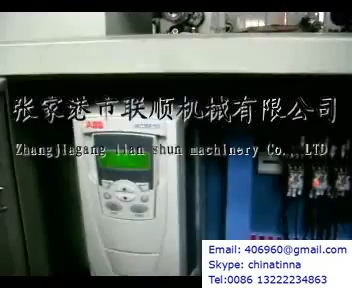 张家港市联顺机械有限公司
ABB
Zhangjiagang lian shun machinery Co.,.LTD
Email: 406960@gmail.com
Skype: chinatinna
Tel:0086 13222234863